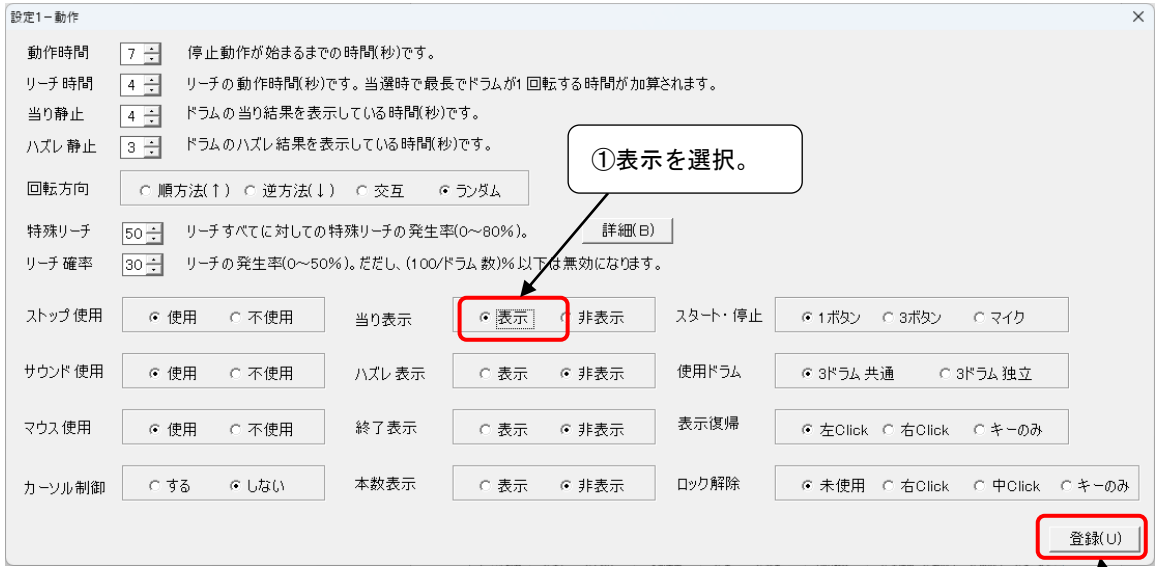 設定1-動作
動作時間 7 停止動作が始まるまでの時間(秒)です。
リーチ時間 4 リーチの動作時間(秒)です。当選時で最長でドラムが1回転する時間が加算されます。
当り静止 4 ドラムの当り結果を表示している時間(秒)です。
ハズレ静止 3 ドラムのハズレ結果を表示している時間(秒)です。
①表示を選択。
回転方向 順方法(↑) 逆方法(↓) 交互 ランダム
特殊リーチ 50 リーチすべてに対しての特殊リーチの発生率(0~80%)。 詳細(B)
リーチ確率 30 リーチの発生率(0~50%)。ただし、(100/ドラム数)%以下は無効になります。
ストップ使用 使用 不使用 当り表示 表示 非表示 スタート・停止 1ボタン 3ボタン マイク
サウンド使用 使用 不使用 ハズレ表示 表示 非表示 使用ドラム 3ドラム共通 3ドラム独立
マウス使用 使用 不使用 終了表示 表示 非表示 表示復帰 左Click 右Click キーのみ
カーソル制御 する しない 本数表示 表示 非表示 ロック解除 未使用 右Click 中Click キーのみ
登録(U)